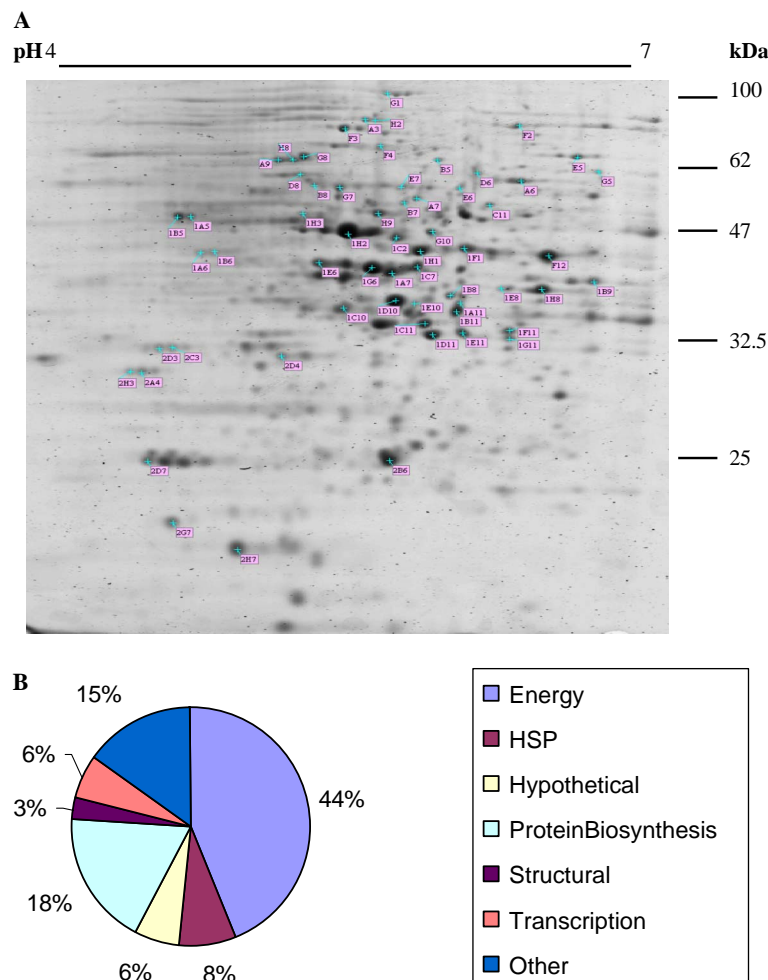 A
pH 4 7 kDa
100
G1
A3 H2
F3 F2
H8 G8 F4
A9 B5 E5
D8 E7 D6 G5
B8 G7 E6 A6
B7 A7 C11
62
1B5 1A5 1H3 H9
1H2 G10
47
1C2
1A6 1B6 1H1 1F1
F12
1E6 1G6 1C7
1A7
1B8 1E8 1H8 1B9
1C10 1D10 1E10 1A11
1B11
1C11 1F11
1D11 1E11 1G11
32.5
2D3 2C3
2D4
2H3 2A4
25
2D7 2B6
2G7
2H7
B
15%
6%
3%
18%
6%
8%
44%
Energy
HSP
Hypothetical
ProteinBiosynthesis
Structural
Transcription
Other